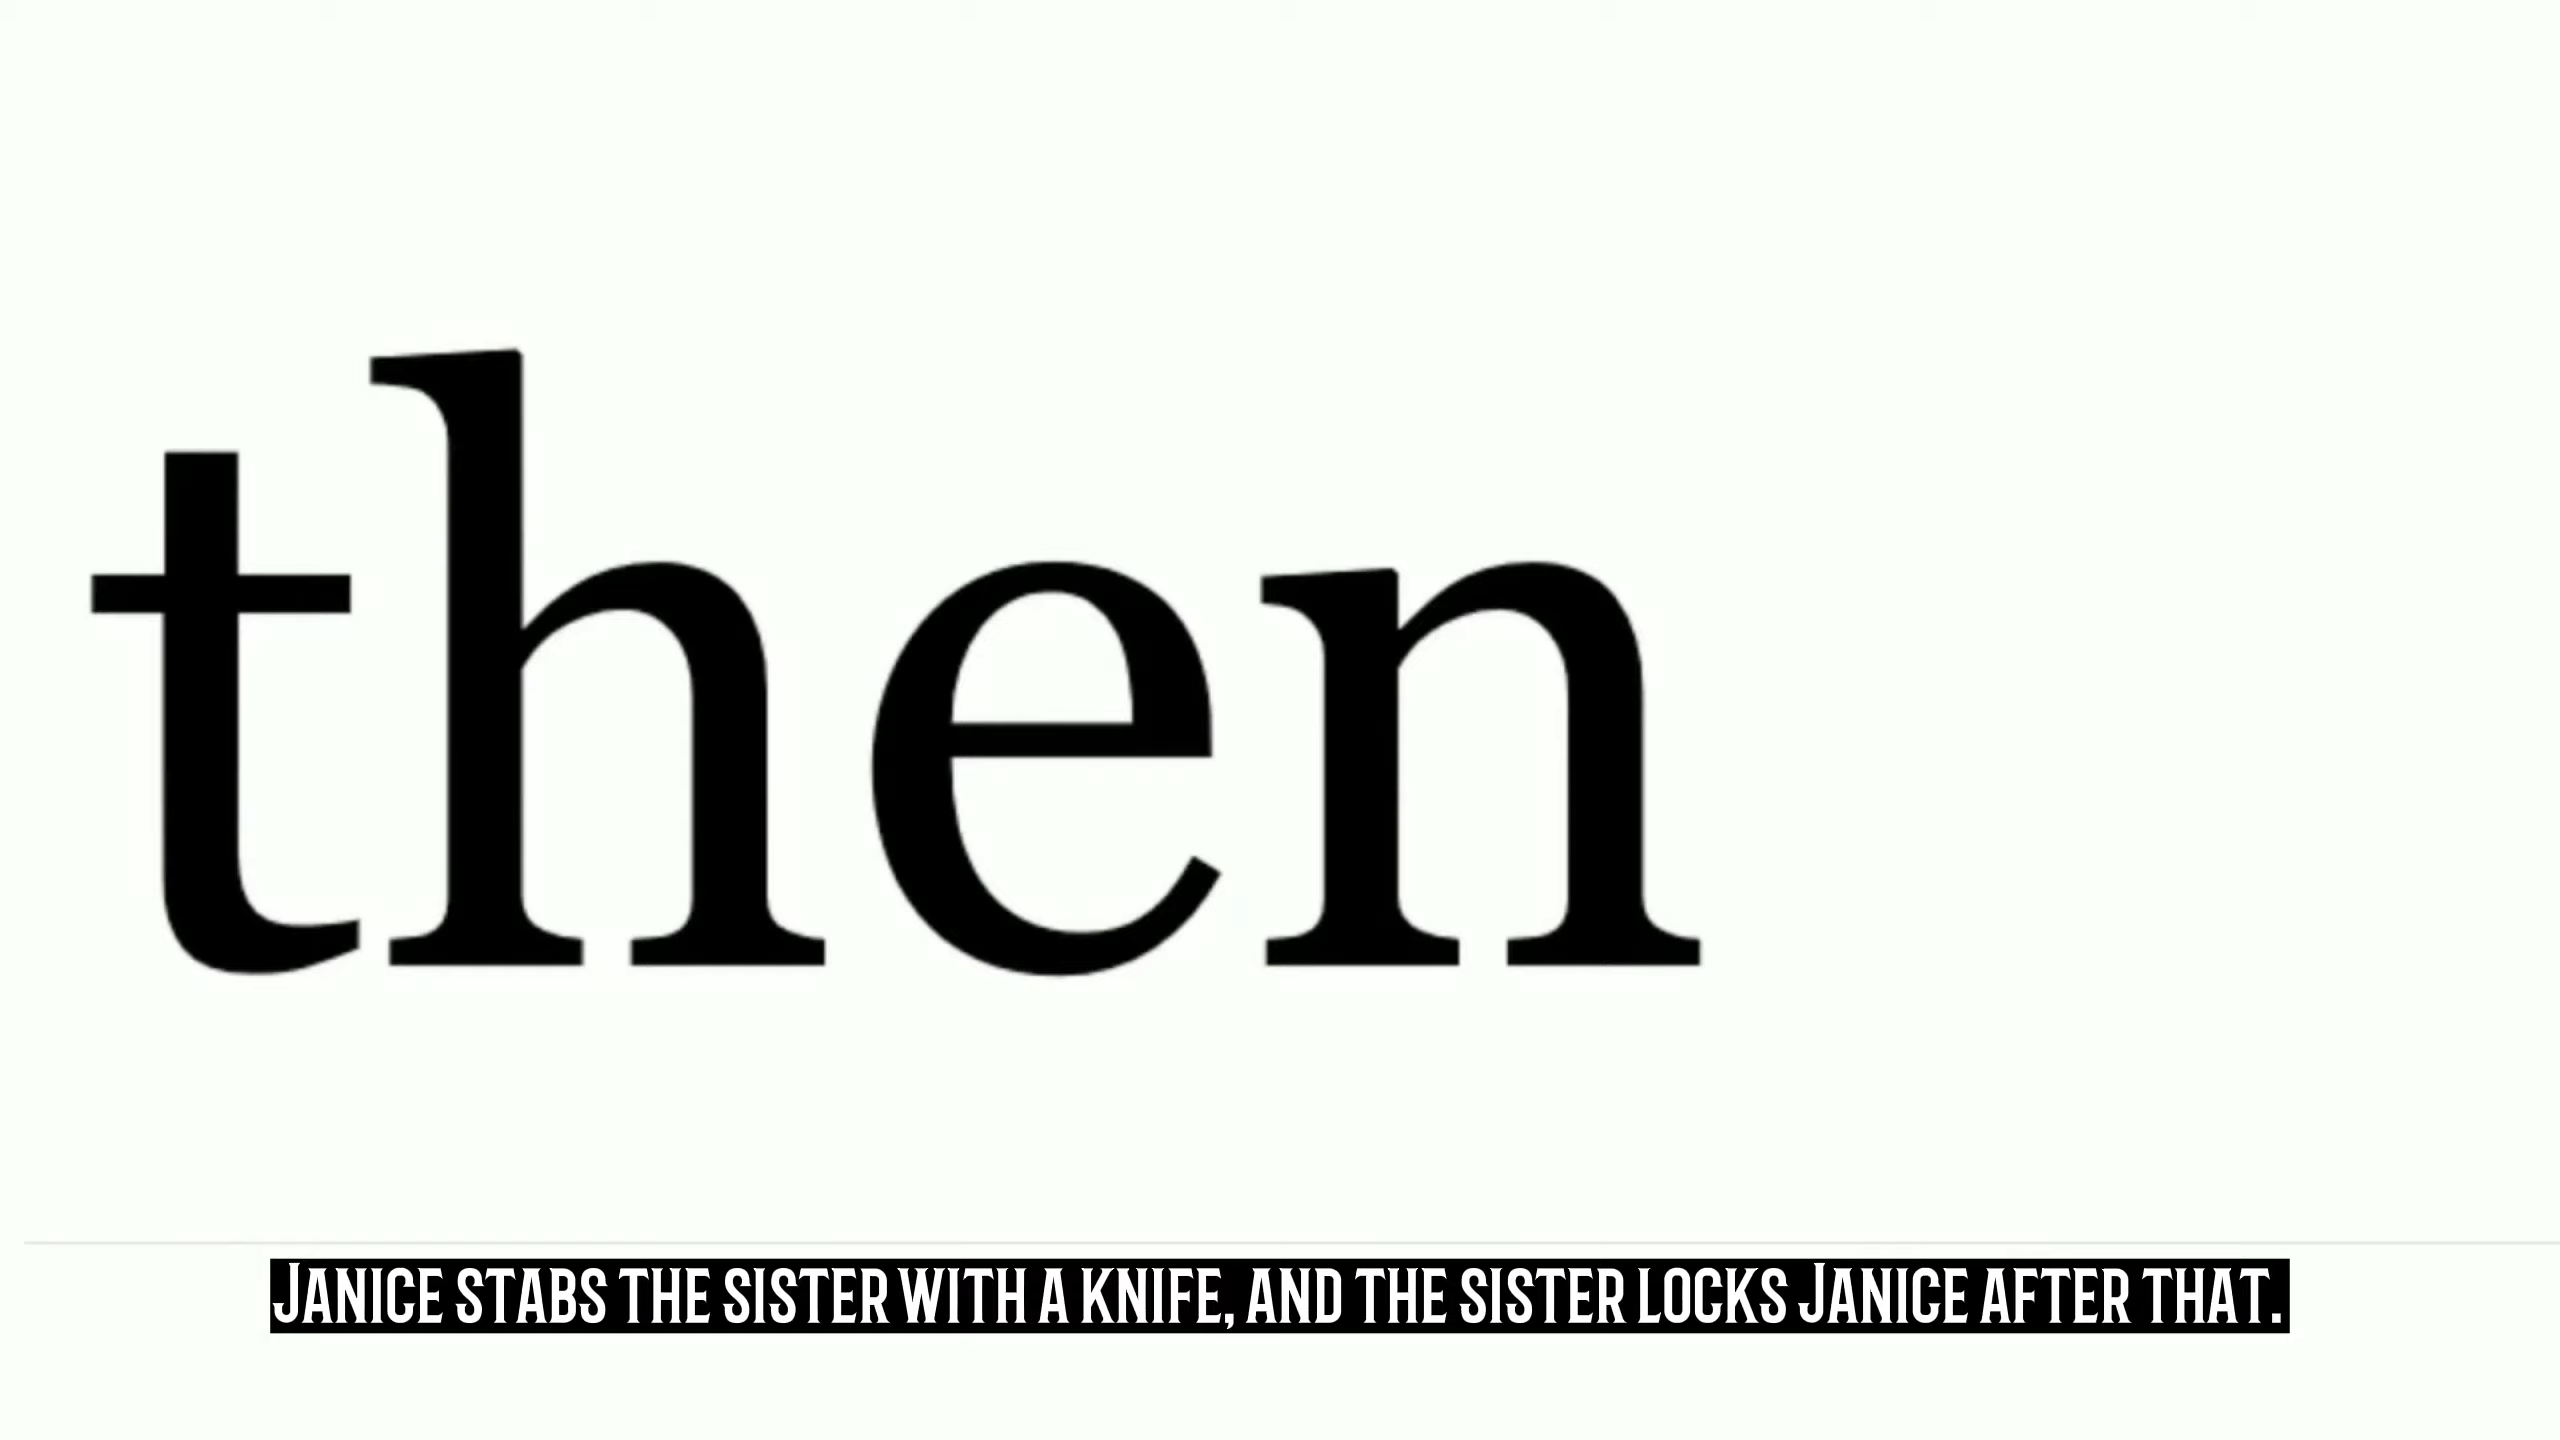 then
Janice stabs the sister with a knife, and the sister locks Janice after that.